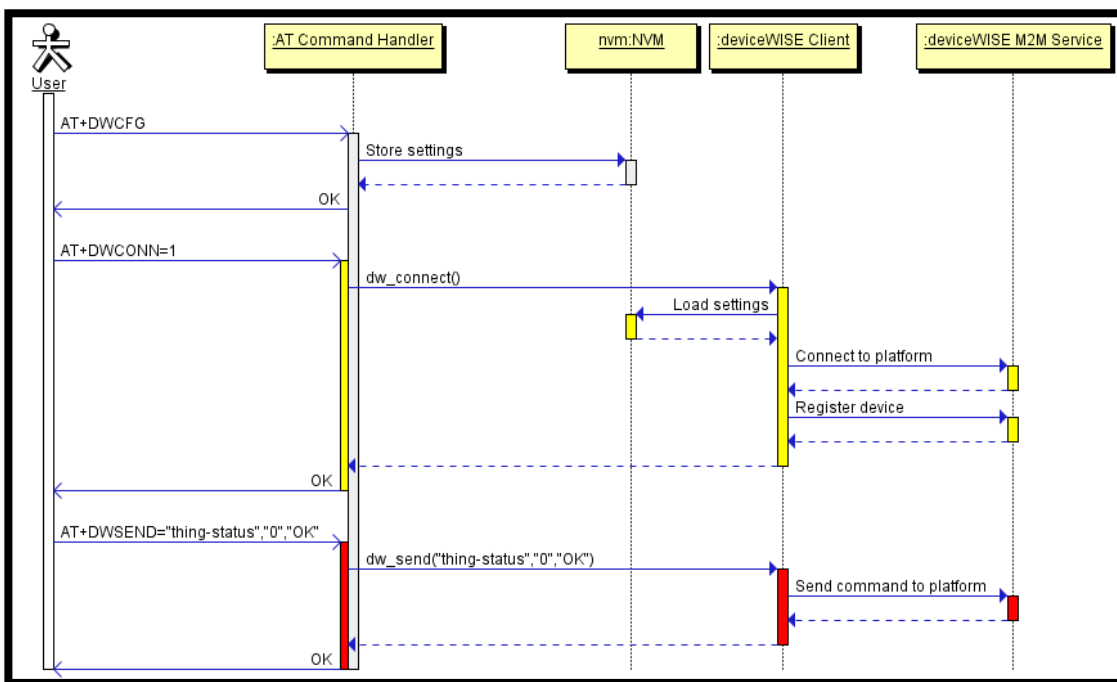 :AT Command Handler
nvm:NVM
:deviceWISE Client
:deviceWISE M2M Service
User
AT+DWCFG
Store settings
OK
AT+DWCONN=1
dw_connect()
Load settings
Connect to platform
Register device
OK
AT+DWSEND="thing-status","0","OK"
dw_send("thing-status","0","OK")
Send command to platform
OK